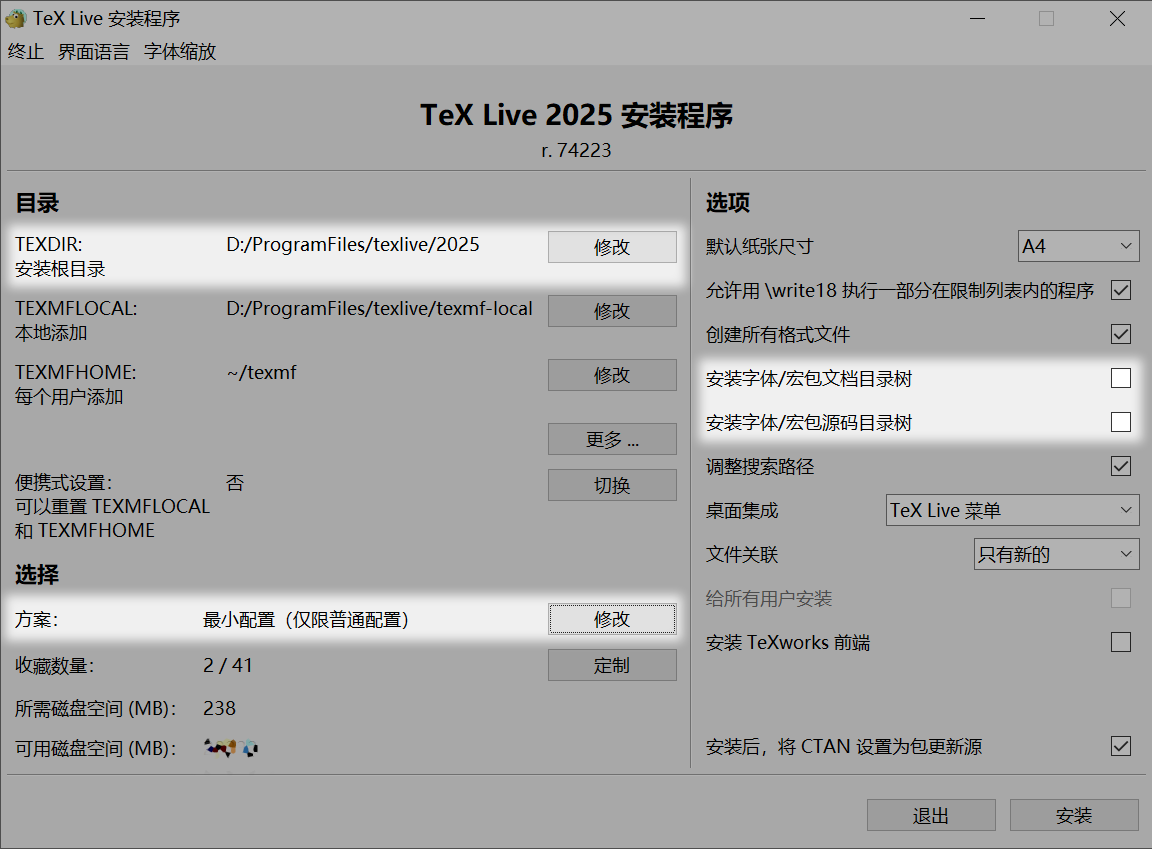 TeX Live 安装程序
终止 界面语言 字体缩放
TeX Live 2025 安装程序
r. 74223
目录
TEXDIR: D:/ProgramFiles/texlive/2025 修改
安装根目录
TEXMFLOCAL: D:/ProgramFiles/texlive/texmf-local 修改
本地添加
TEXMFHOME: ~/texmf 修改
每个用户添加
更多 ...
便携式设置: 否 切换
可以重置 TEXMFLOCAL
和 TEXMFHOME
选择
方案: 最小配置（仅限普通配置） 修改
收藏数量: 2 / 41 定制
所需磁盘空间 (MB): 238
可用磁盘空间 (MB):
选项
默认纸张尺寸 A4
允许用 \write18 执行一部分在限制列表内的程序
创建所有格式文件
安装字体/宏包文档目录树
安装字体/宏包源码目录树
调整搜索路径
桌面集成 TeX Live 菜单
文件关联 只有新的
给所有用户安装
安装 TeXworks 前端
安装后，将 CTAN 设置为包更新源
退出 安装